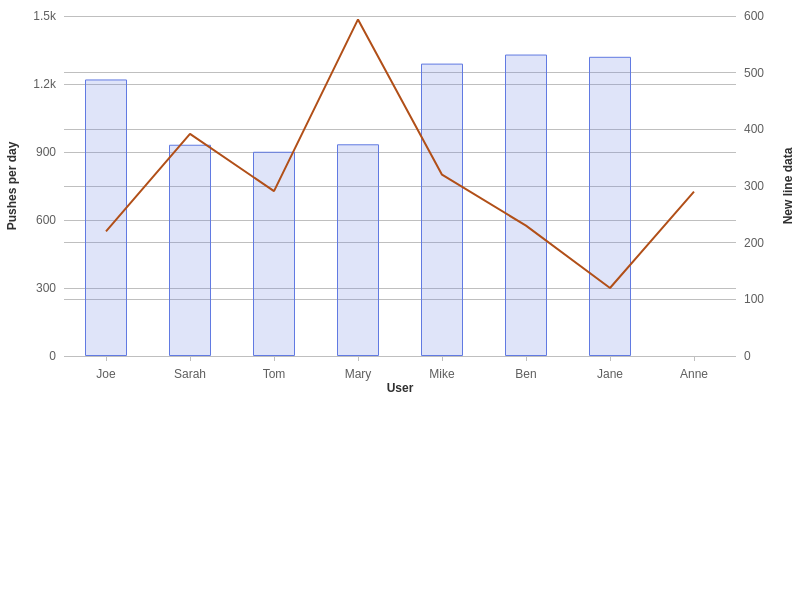 1.5k
1.2k
900
600
300
0
Pushes per day
600
500
400
300
200
100
0
New line data
Joe Sarah Tom Mary Mike Ben Jane Anne
User